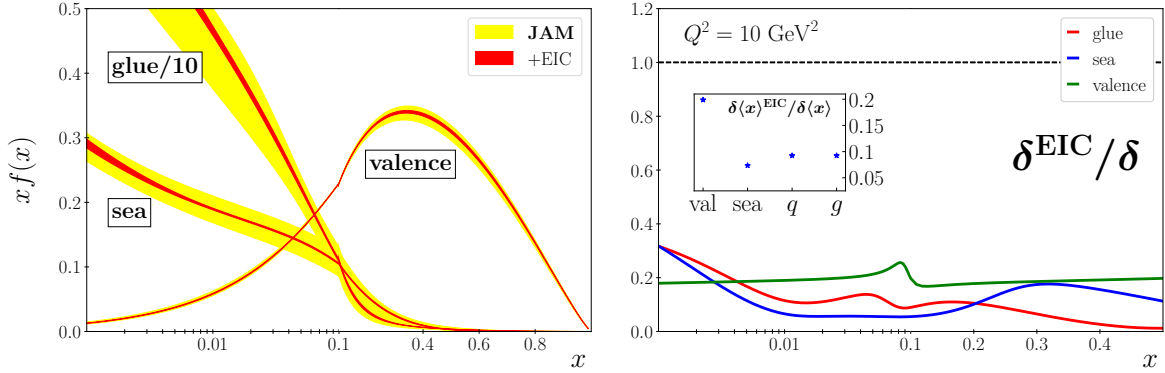 0.5
0.4
0.3
0.2
0.1
0.0
xf(x)
glue/10
sea
valence
JAM
+EIC
0.01
0.1
0.4
0.6
0.8
x
1.2
1.0
0.8
0.6
0.4
0.2
0.0
Q² = 10 GeV²
glue
sea
valence
δ⟨x⟩^EIC/δ⟨x⟩
0.2
0.1
0.05
val
sea
q
g
δ^EIC/δ
0.01
0.1
0.2
0.3
0.4
x